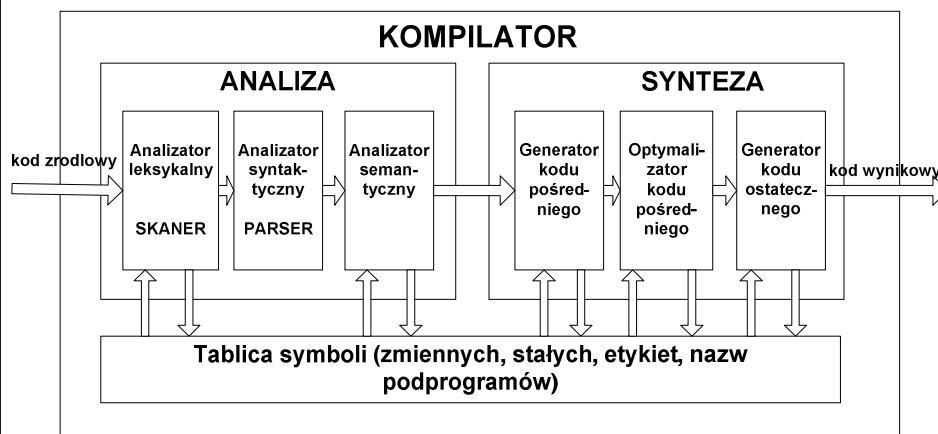 KOMPILATOR
ANALIZA
SYNTEZA
kod zrodlowy
Analizator
leksykalny
SKANER
Analizator
syntak-
tyczny
PARSER
Analizator
seman-
tyczny
Generator
kodu
pośred-
niego
Optymali-
zator
kodu
pośred-
niego
Generator
kodu
ostatecz-
nego
kod wynikowy
Tablica symboli (zmiennych, stałych, etykiet, nazw
podprogramów)